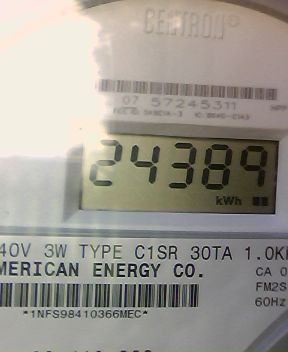 CENTRON®
07 57245311
24389
kWh
40V 3W TYPE C1SR 30TA 1.0K
MERICAN ENERGY CO.
CA 0
FM2S
60Hz
*1NFS98410366MEC*